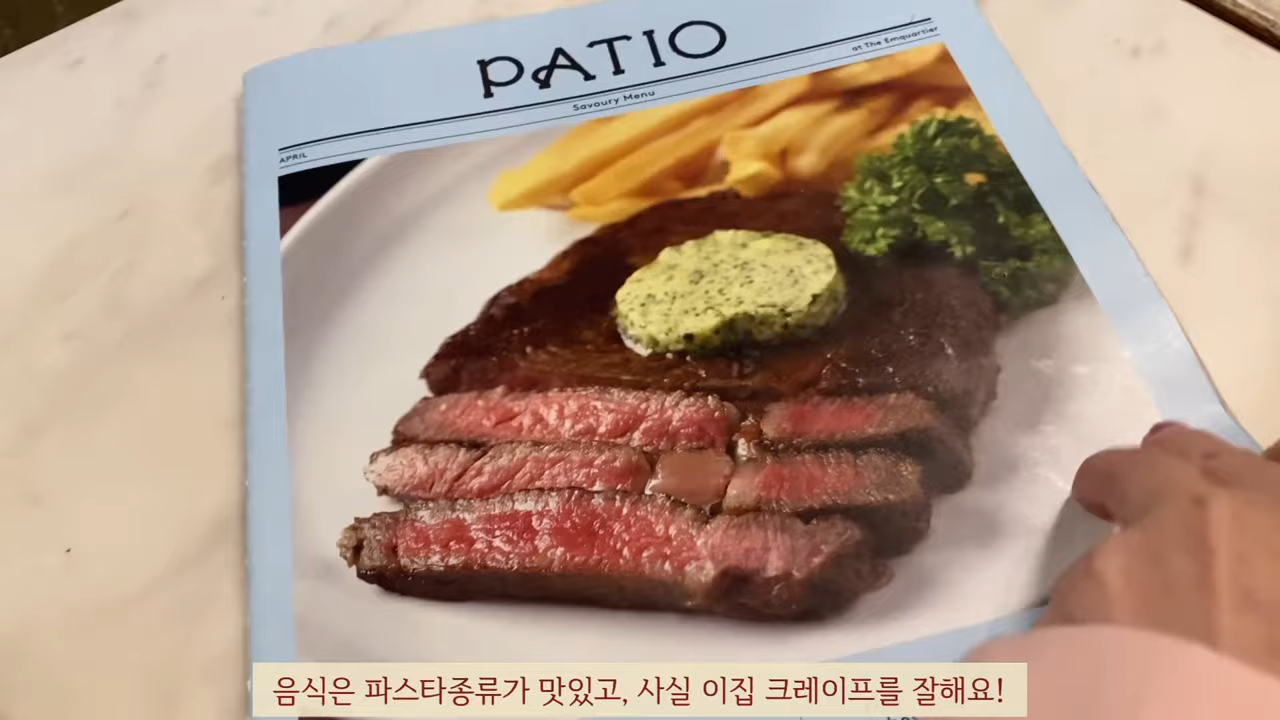 PATIO
at The Emquartier
Savoury Menu
APRIL
음식은 파스타종류가 맛있고, 사실 이집 크레이프를 잘해요!